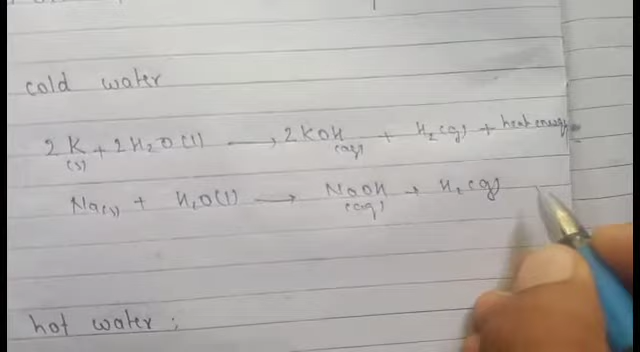 cold water
2K(s) + 2H₂O(l) → 2KOH(aq) + H₂(g) + heat energy
Na(s) + H₂O(l) → NaOH(aq) + H₂(g)
hot water :